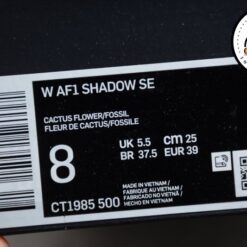 W AF1 SHADOW SE
CACTUS FLOWER/FOSSIL
FLEUR DE CACTUS/FOSSILE
8
UK 5.5 cm 25
BR 37.5 EUR 39
MADE IN VIETNAM/
FABRIQUE AU VIETNAM/
FABRICADO NO VIETNAM/
HECHO EN VIETNAM
CT1985 500